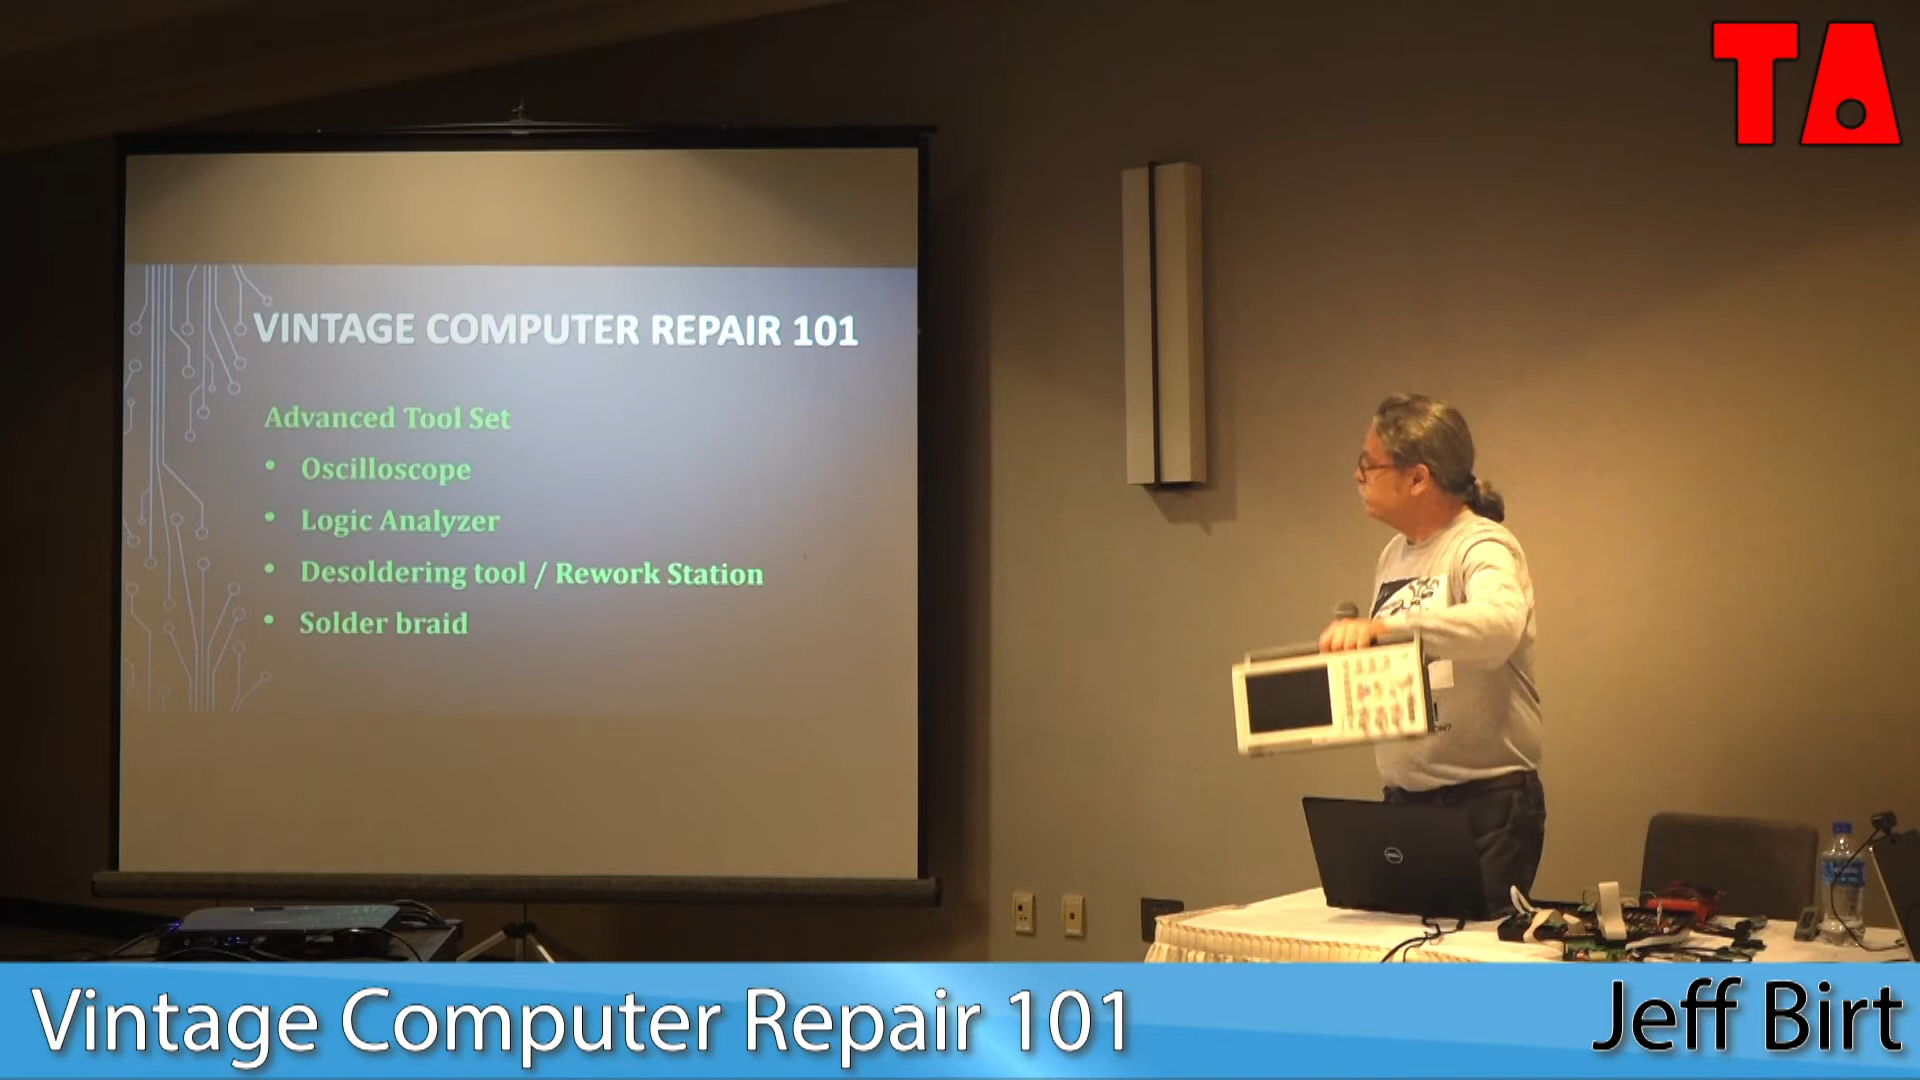 TA
VINTAGE COMPUTER REPAIR 101
Advanced Tool Set
• Oscilloscope
• Logic Analyzer
• Desoldering tool / Rework Station
• Solder braid
DELL
Vintage Computer Repair 101
Jeff Birt